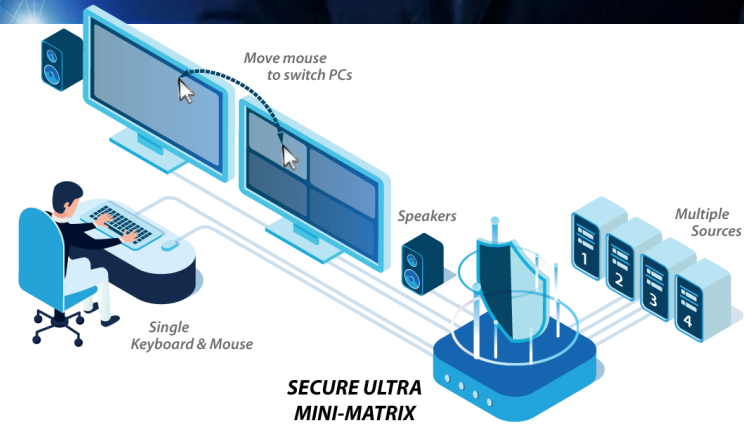 Move mouse
to switch PCs
Speakers
Multiple
Sources
1
2
3
4
Single
Keyboard & Mouse
SECURE ULTRA
MINI-MATRIX